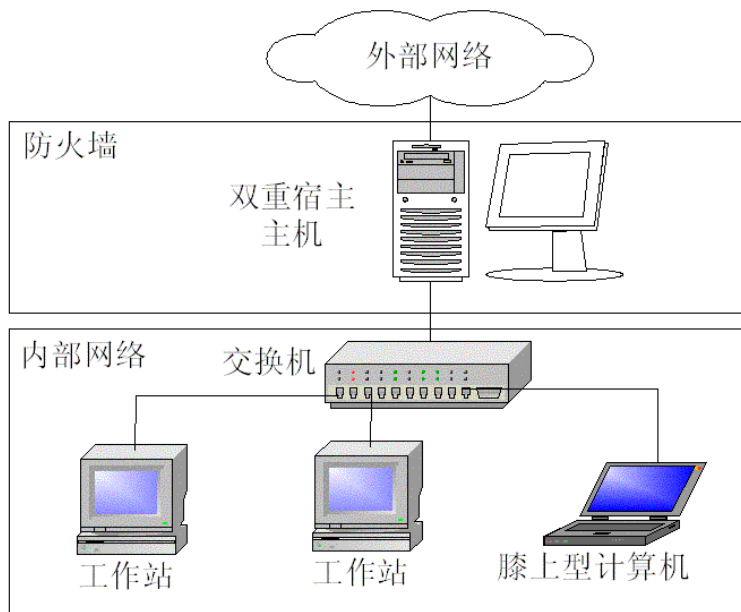 外部网络
防火墙
双重宿主
主机
内部网络
交换机
工作站
工作站
膝上型计算机